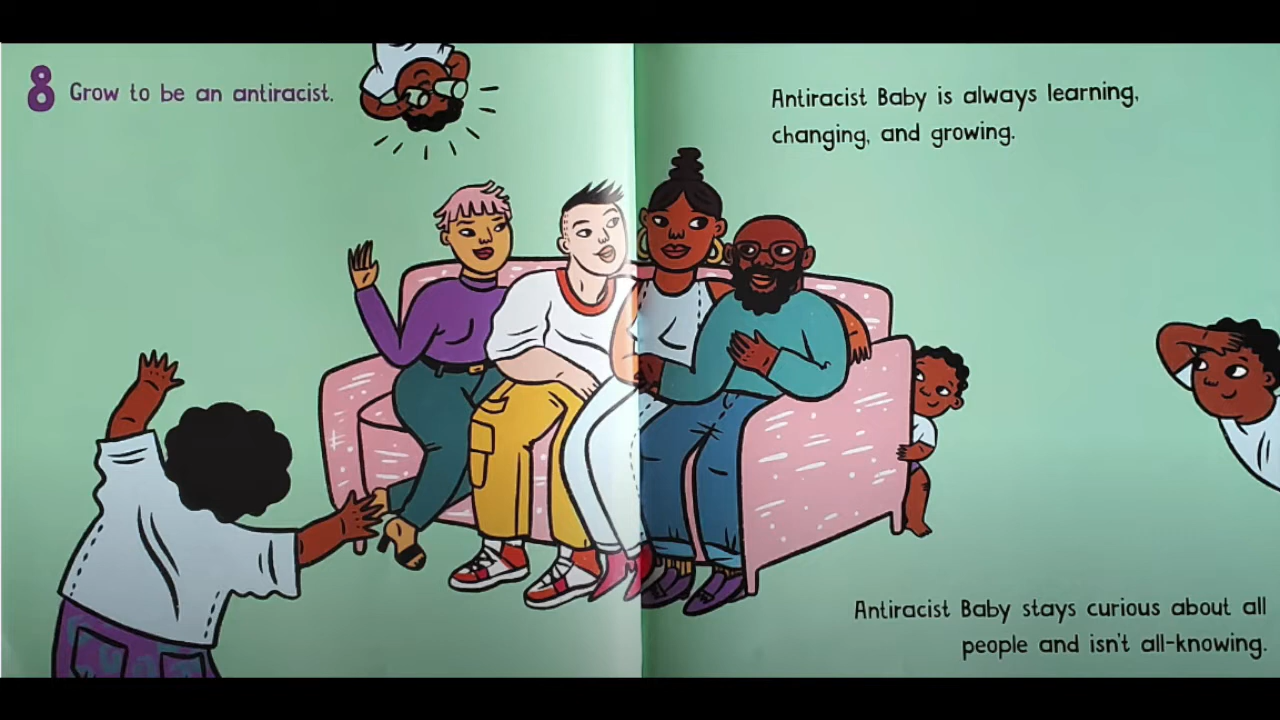 8 Grow to be an antiracist.
Antiracist Baby is always learning,
changing, and growing.
Antiracist Baby stays curious about all
people and isn't all-knowing.